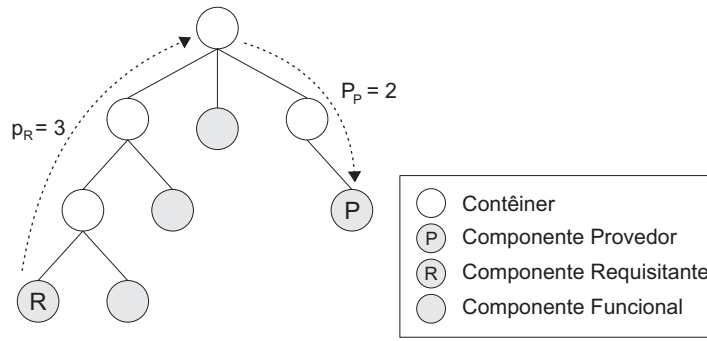 P_P = 2
p_R = 3
P
R
Contêiner
P Componente Provedor
R Componente Requisitante
Componente Funcional